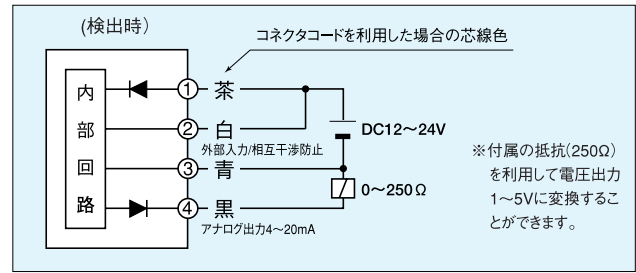 (検出時)
コネクタコードを利用した場合の芯線色
内部回路
① 茶
② 白
外部入力/相互干渉防止
③ 青
④ 黒
アナログ出力4〜20mA
DC12〜24V
0〜250Ω
※付属の抵抗(250Ω)
を利用して電圧出力
1〜5Vに変換するこ
とができます。